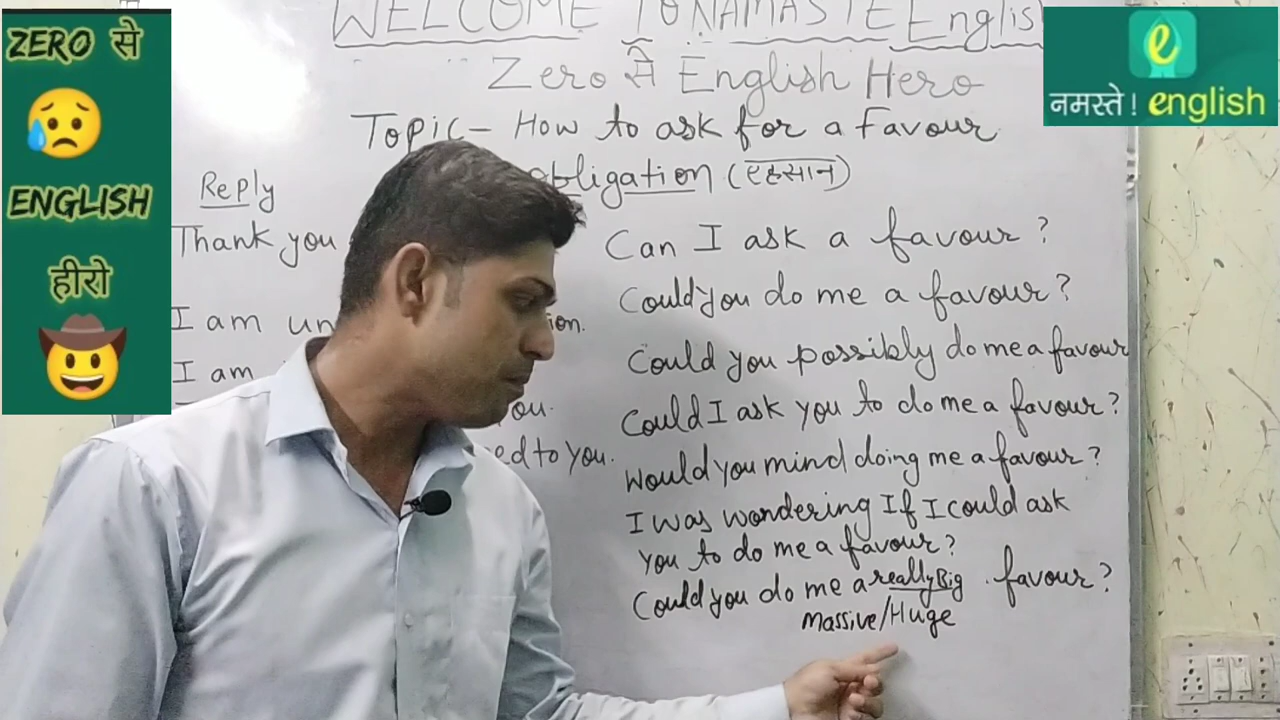 WELCOME TO NAMASTE English
Zero से English Hero
Topic- How to ask for a favour
obligation (एहसान)
Reply
Thank you
I am un ion.
I am
you.
ed to you.
Can I ask a favour?
Could you do me a favour?
Could you possibly do me a favour
Could I ask you to do me a favour?
Would you mind doing me a favour?
I was wondering If I could ask
you to do me a favour?
Could you do me a really Big . favour?
Massive/Huge
ZERO से
ENGLISH
हीरो
e
नमस्ते! english